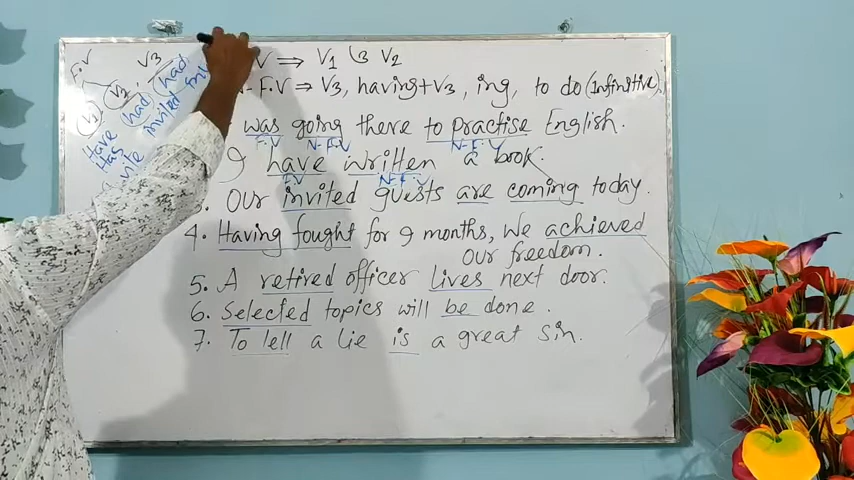 F.V
V3
V2, V3, had
Have had
Has invited
V ⇒ V1 ও V2
N-F.V ⇒ V3, having+V3, ing, to do (Infinitive).
was going there to practise English.
F.V N-F.V N-F.V
I have written a book.
F.V N-F.V
3. Our invited guests are coming today.
4. Having fought for 9 months, We achieved
our freedom.
5. A retired officer lives next door.
6. Selected topics will be done.
7. To tell a lie is a great sin.